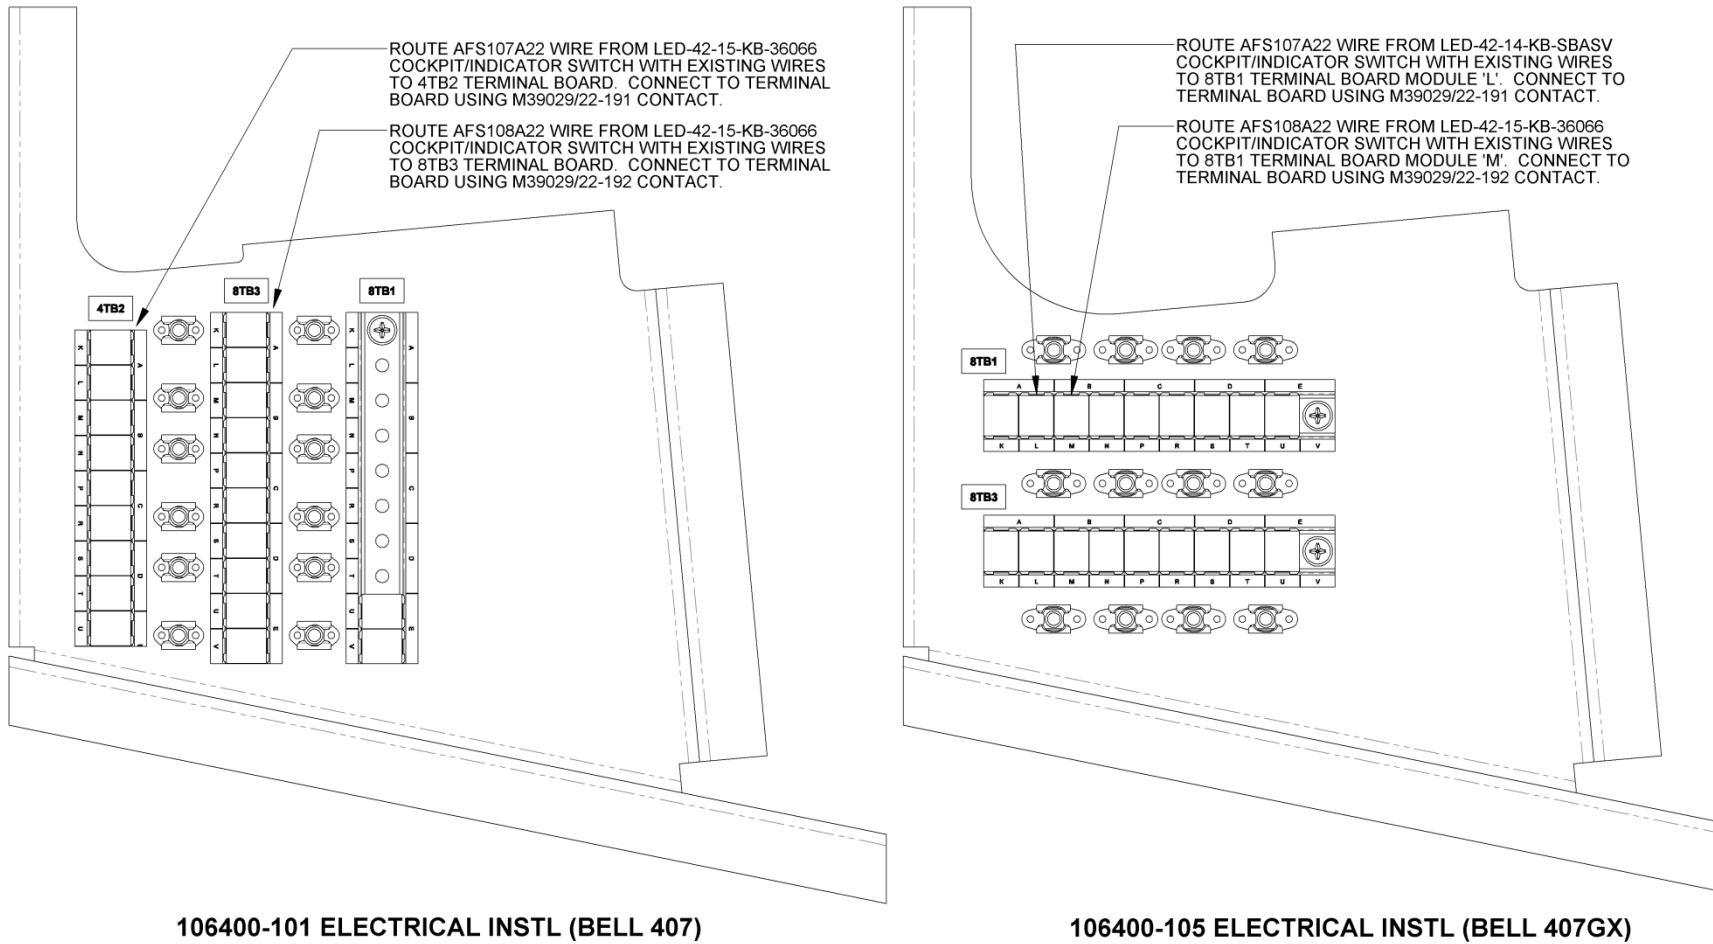 ROUTE AFS107A22 WIRE FROM LED-42-15-KB-36066
COCKPIT/INDICATOR SWITCH WITH EXISTING WIRES
TO 4TB2 TERMINAL BOARD. CONNECT TO TERMINAL
BOARD USING M39029/22-191 CONTACT.
ROUTE AFS108A22 WIRE FROM LED-42-15-KB-36066
COCKPIT/INDICATOR SWITCH WITH EXISTING WIRES
TO 8TB3 TERMINAL BOARD. CONNECT TO TERMINAL
BOARD USING M39029/22-192 CONTACT.
4TB2
K
L
M
N
P
R
S
T
U
A
B
C
D
E
8TB3
K
L
M
N
P
R
S
T
U
V
A
B
C
D
E
8TB1
K
L
M
N
P
R
S
T
U
V
A
B
C
D
E
106400-101 ELECTRICAL INSTL (BELL 407)
ROUTE AFS107A22 WIRE FROM LED-42-14-KB-SBASV
COCKPIT/INDICATOR SWITCH WITH EXISTING WIRES
TO 8TB1 TERMINAL BOARD MODULE 'L'. CONNECT TO
TERMINAL BOARD USING M39029/22-191 CONTACT.
ROUTE AFS108A22 WIRE FROM LED-42-15-KB-36066
COCKPIT/INDICATOR SWITCH WITH EXISTING WIRES
TO 8TB1 TERMINAL BOARD MODULE 'M'. CONNECT TO
TERMINAL BOARD USING M39029/22-192 CONTACT.
8TB1
A B C D E
K L M N P R S T U V
8TB3
A B C D E
K L M N P R S T U V
106400-105 ELECTRICAL INSTL (BELL 407GX)